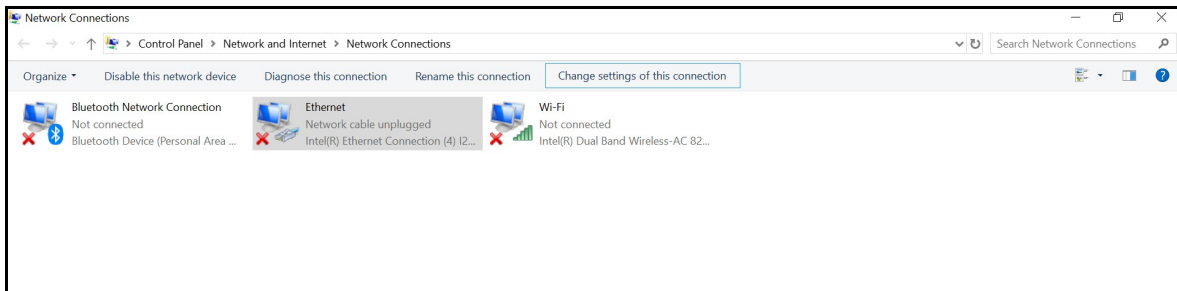 Network Connections
Control Panel > Network and Internet > Network Connections
Search Network Connections
Organize Disable this network device Diagnose this connection Rename this connection Change settings of this connection
Bluetooth Network Connection
Not connected
Bluetooth Device (Personal Area ...
Ethernet
Network cable unplugged
Intel(R) Ethernet Connection (4) I2...
Wi-Fi
Not connected
Intel(R) Dual Band Wireless-AC 82...